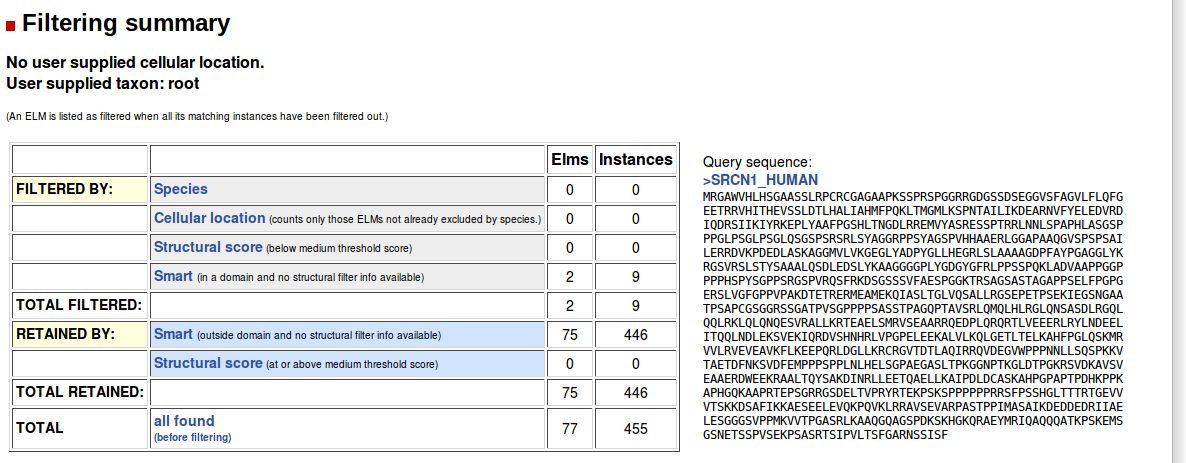 Filtering summary
No user supplied cellular location.
User supplied taxon: root
(An ELM is listed as filtered when all its matching instances have been filtered out.)
Elms Instances
FILTERED BY: Species 0 0
Cellular location (counts only those ELMs not already excluded by species.) 0 0
Structural score (below medium threshold score) 0 0
Smart (in a domain and no structural filter info available) 2 9
TOTAL FILTERED: 2 9
RETAINED BY: Smart (outside domain and no structural filter info available) 75 446
Structural score (at or above medium threshold score) 0 0
TOTAL RETAINED: 75 446
TOTAL all found 77 455
(before filtering)
Query sequence:
>SRCN1_HUMAN
MRGAWVHLHSGAASSLRPCRCGAGAAPKSSPRSPGGRRGDGSSDSEGGVSFAGVLFLQFG
EETRRVHITHEVSSLDTLHALIAHMFPQKLTMGMLKSPNTAILIKDEARNVFYELEDVRD
IQDRSIIKIYRKEPLYAAFPGSHLTNGDLRREMVYASRESSPTRRLNNLSPAPHLASGSP
PPGLPSGLPSGLQSGSPSRSRLSYAGGRPPSYAGSPVHHAAERLGGAPAAQGVSPSPSAI
LERRDVKPDEDLASKAGGMVLVKGEGLYADPYGLLHEGRLSLAAAAGDPFAYPGAGGLYK
RGSVRSLSTYSAAALQSDLEDSLYKAAGGGGPLYGDGYGFRLPPSSPQKLADVAAPPGGP
PPPHSPYSGPPSRGSPVRQSFRKDSGSSSVFAESPGGKTRSAGSASTAGAPPSELFPGPG
ERSLVGFGPPVPAKDTETRERMEAMEKQIASLTGLVQSALLRGSEPETPSEKIEGSNGAA
TPSAPCGSGGRSSGATPVSGPPPPSASSTPAGQPTAVSRLQMQLHLRGLQNSASDLRGQL
QQLRKLQLQNQESVRALLKRTEAELSMRVSEAARRQEDPLQRQRTLVEEERLRYLNDEEL
ITQQLNDLEKSVEKIQRDVSHNHRLVPGPELEEKALVLKQLGETLTELKAHFPGLQSKMR
VVLRVEVEAVKFLKEEPQRLDGLLKRCRGVTDTLAQIRRQVDEGVWPPPNNLLSQSPKKV
TAETDFNKSVDFEMPPPSPPLNLHELSGPAEGASLTPKGGNPTKGLDTPGKRSVDKAVSV
EAAERDWEEKRAALTQYSAKDINRLLEETQAELLKAIPDLDCASKAHPGPAPTPDHKPPK
APHGQKAAPRTEPSGRRGSDELTVPRYRTEKPSKSPPPPPPRRSFPSSHGLTTTRTGEVV
VTSKKDSAFIKKAESEELEVQKPQVKLRRAVSEVARPASTPPIMASAIKDEDDEDRIIAE
LESGGGSVPPMKVVTPGASRLKAAQGQAGSPDKSKHGKQRAEYMRIQAQQQATKPSKEMS
GSNETSSPVSEKPSASRTSIPVLTSFGARNSSISF